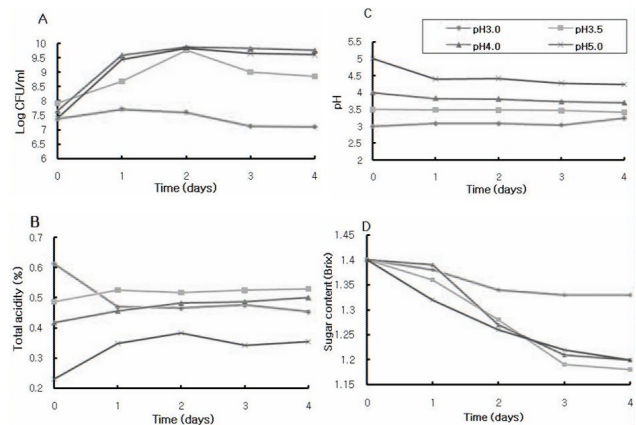 A
Log CFU/ml
10.5
10
9.5
9
8.5
8
7.5
7
6.5
6
0 1 2 3 4
Time (days)
C
pH3.0 pH3.5
pH4.0 pH5.0
pH
5.5
5
4.5
4
3.5
3
2.5
2
0 1 2 3 4
Time (days)
B
Total acidity (%)
0.7
0.6
0.5
0.4
0.3
0.2
0 1 2 3 4
Time (days)
D
Sugar content (Brix)
1.45
1.4
1.35
1.3
1.25
1.2
1.15
0 1 2 3 4
Time (days)